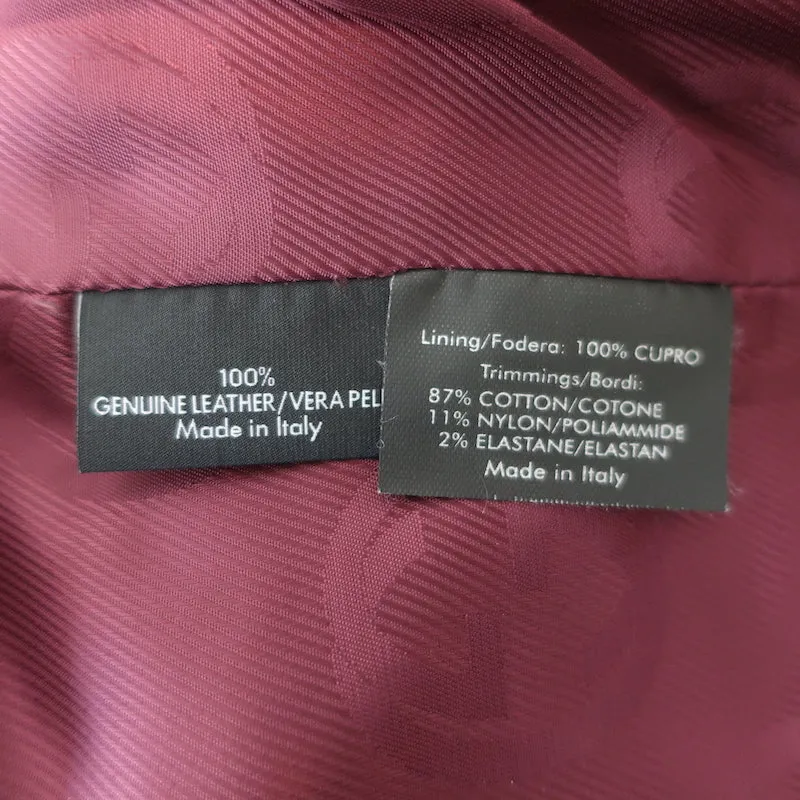 100%
GENUINE LEATHER/VERA PEL
Made in Italy
Lining/Fodera: 100% CUPRO
Trimmings/Bordi:
87% COTTON/COTONE
11% NYLON/POLIAMMIDE
2% ELASTANE/ELASTAN
Made in Italy